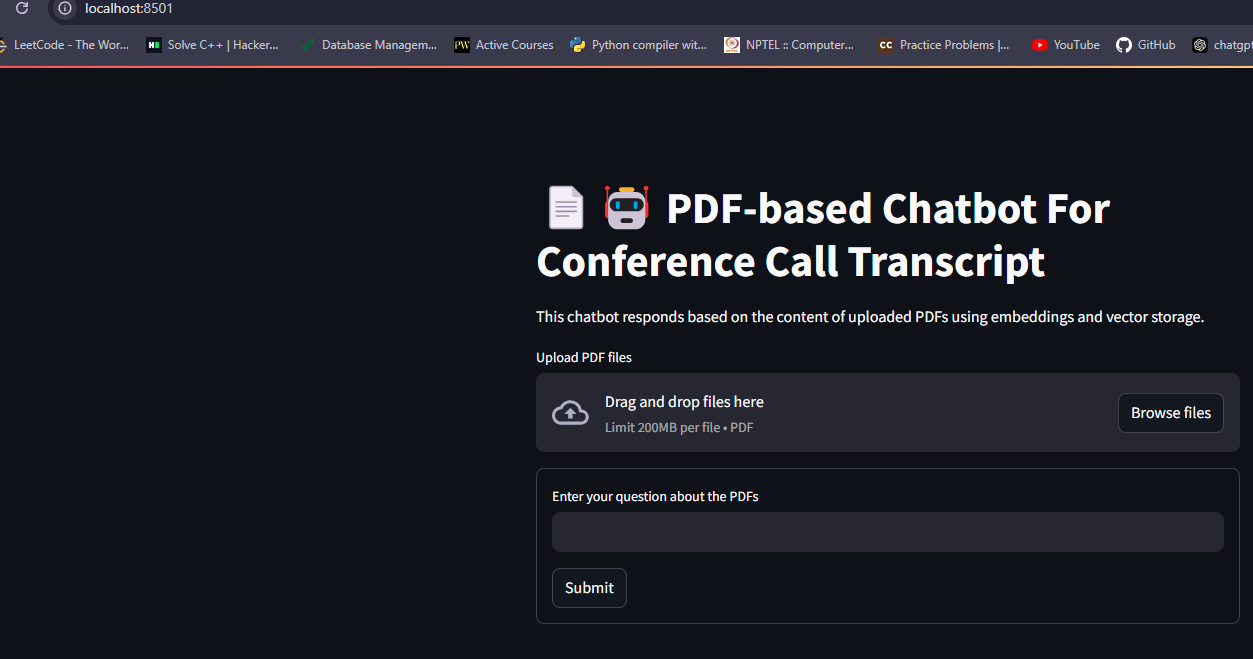 localhost:8501
LeetCode - The Wor... Solve C++ | Hacker... Database Managem... PW Active Courses Python compiler wit... NPTEL :: Computer... CC Practice Problems |... YouTube GitHub chatgpt
PDF-based Chatbot For
Conference Call Transcript
This chatbot responds based on the content of uploaded PDFs using embeddings and vector storage.
Upload PDF files
Drag and drop files here
Limit 200MB per file • PDF
Browse files
Enter your question about the PDFs
Submit